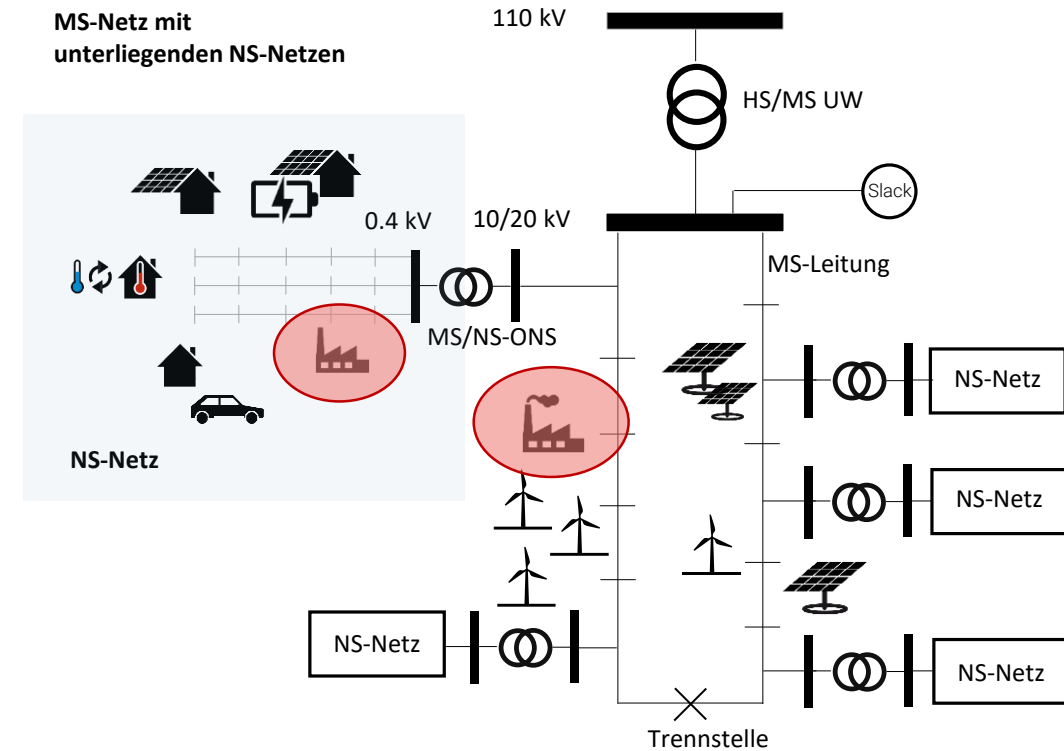 MS-Netz mit
unterliegenden NS-Netzen
110 kV
HS/MS UW
Slack
0.4 kV
10/20 kV
MS-Leitung
MS/NS-ONS
NS-Netz
NS-Netz
NS-Netz
NS-Netz
NS-Netz
Trennstelle